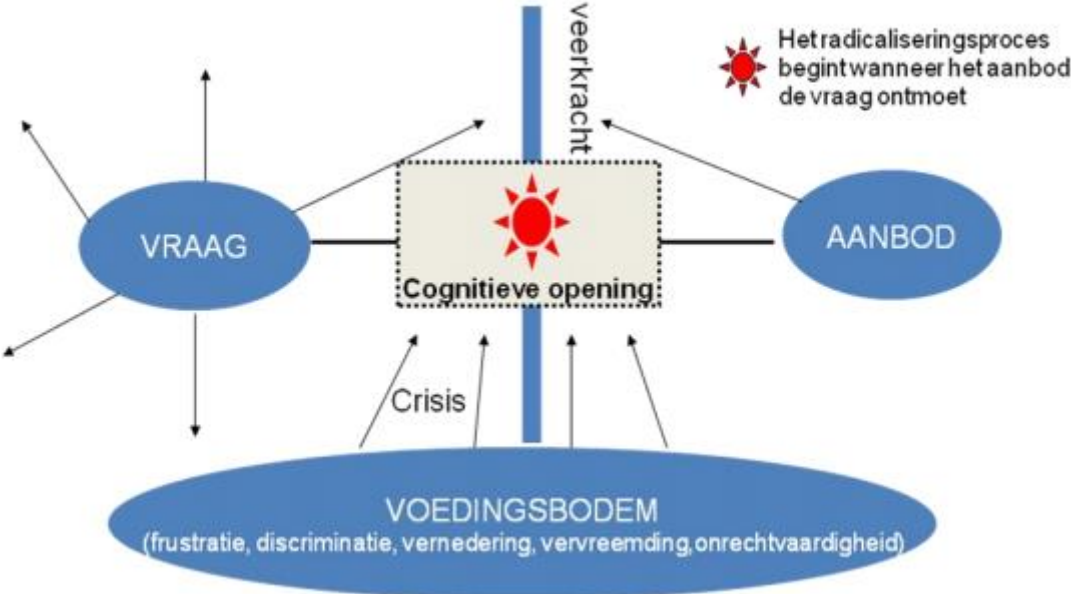 veerkracht
Het radicaliseringsproces
begint wanneer het aanbod
de vraag ontmoet
VRAAG
AANBOD
Cognitieve opening
Crisis
VOEDINGSBODEM
(frustratie, discriminatie, vernedering, vervreemding,onrechtvaardigheid)